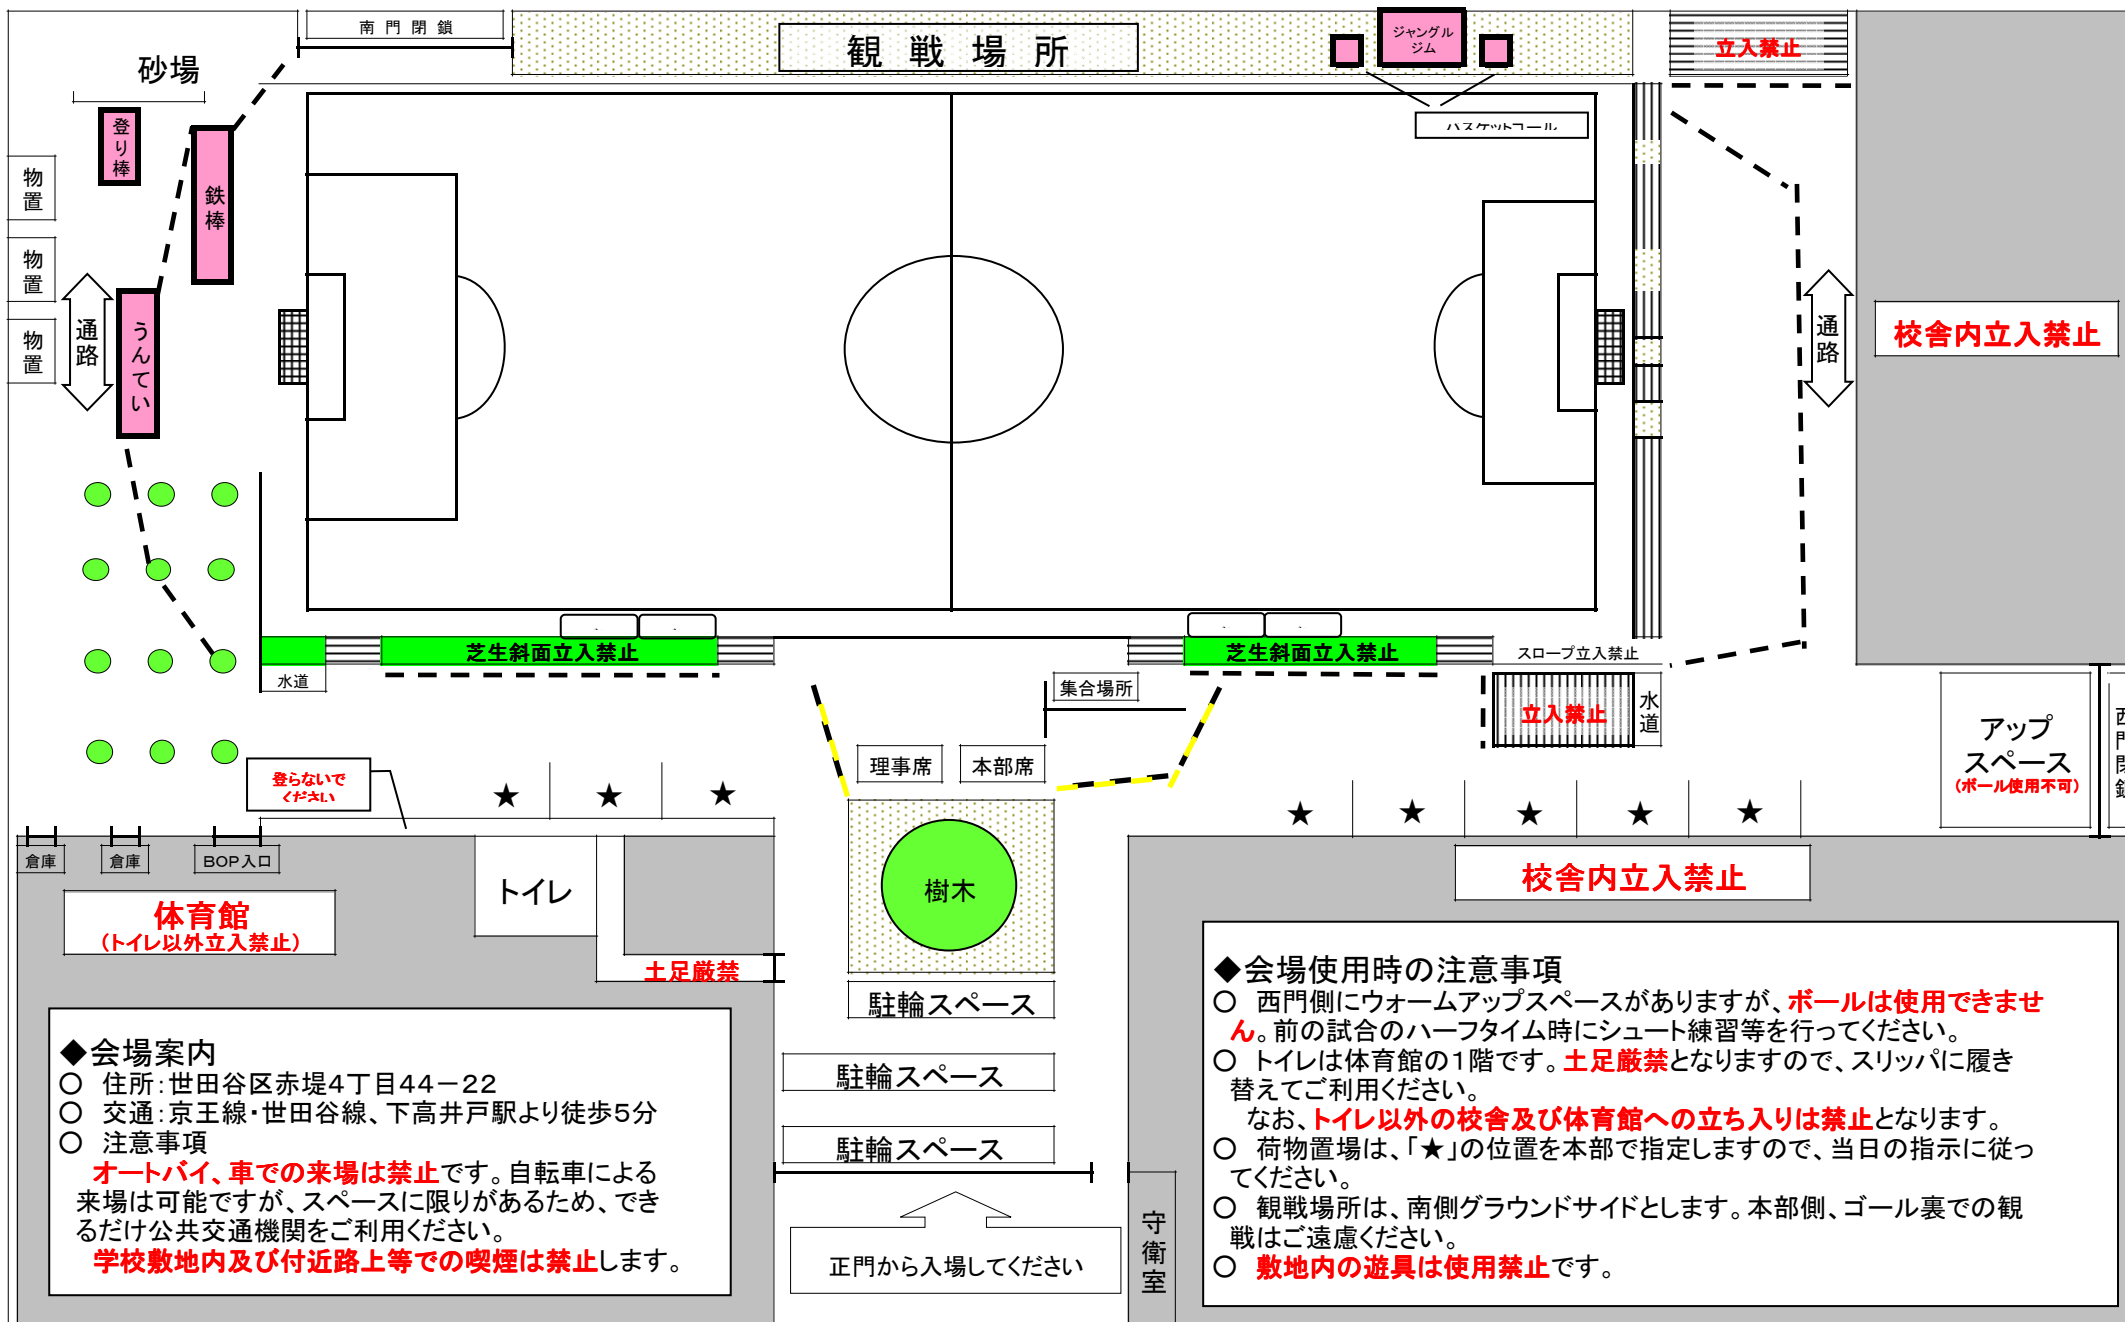 南門閉鎖
観戦場所
ジャングル
ジム
立入禁止
砂場
登り棒
鉄棒
物置
物置
物置
通路
うんてい
通路
校舎内立入禁止
芝生斜面立入禁止
芝生斜面立入禁止
スロープ立入禁止
水道
集合場所
立入禁止
水道
理事席
本部席
アップ
スペース
(ボール使用不可)
西門閉鎖
登らないで
ください
★ ★ ★
★ ★ ★ ★ ★
倉庫
倉庫
BOP入口
トイレ
樹木
校舎内立入禁止
体育館
(トイレ以外立入禁止)
土足厳禁
駐輪スペース
駐輪スペース
駐輪スペース
正門から入場してください
守衛室
◆会場案内
○ 住所:世田谷区赤堤4丁目44-22
○ 交通:京王線・世田谷線、下高井戸駅より徒歩5分
○ 注意事項
オートバイ、車での来場は禁止です。自転車による
来場は可能ですが、スペースに限りがあるため、でき
るだけ公共交通機関をご利用ください。
学校敷地内及び付近路上等での喫煙は禁止します。
◆会場使用時の注意事項
○ 西門側にウォームアップスペースがありますが、ボールは使用できませ
ん。前の試合のハーフタイム時にシュート練習等を行ってください。
○ トイレは体育館の1階です。土足厳禁となりますので、スリッパに履き
替えてご利用ください。
なお、トイレ以外の校舎及び体育館への立ち入りは禁止となります。
○ 荷物置場は、「★」の位置を本部で指定しますので、当日の指示に従っ
てください。
○ 観戦場所は、南側グラウンドサイドとします。本部側、ゴール裏での観
戦はご遠慮ください。
○ 敷地内の遊具は使用禁止です。